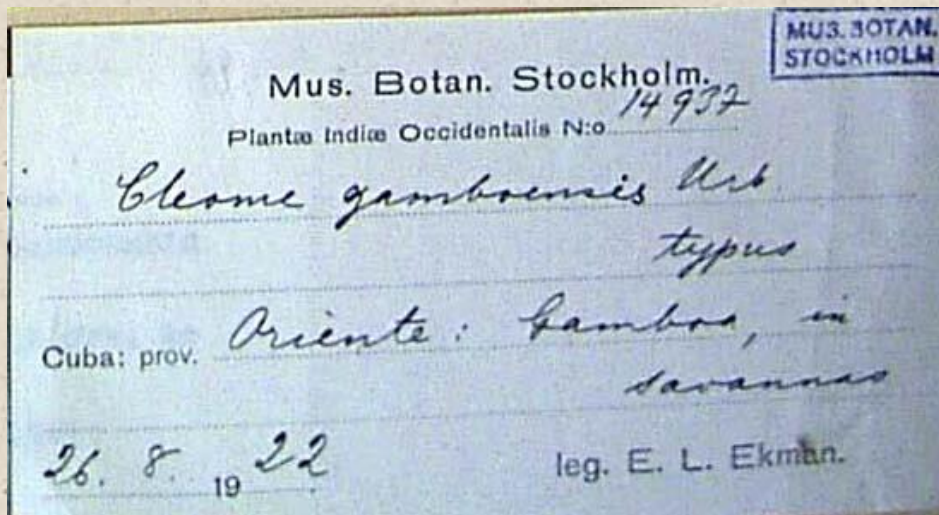 MUS. BOTAN.
STOCKHOLM
Mus. Botan. Stockholm.
Plantæ Indiæ Occidentalis N:o 14937
Cleome gamboensis Urb.
typus
Cuba: prov. Oriente: Gamboa, in
savannas
26. 8. 1922 leg. E. L. Ekman.